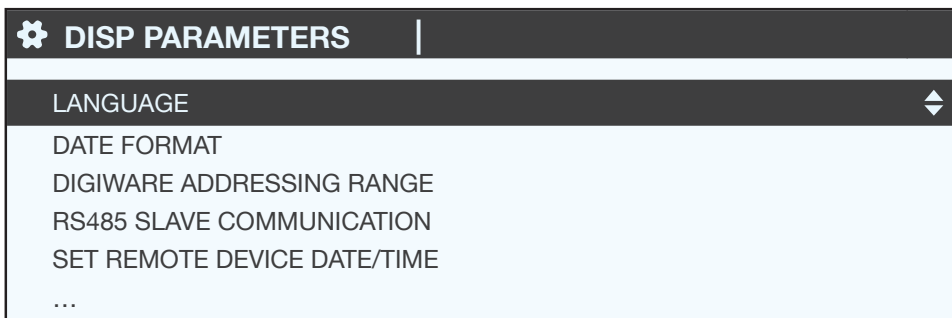 DISP PARAMETERS
LANGUAGE
DATE FORMAT
DIGIWARE ADDRESSING RANGE
RS485 SLAVE COMMUNICATION
SET REMOTE DEVICE DATE/TIME
…